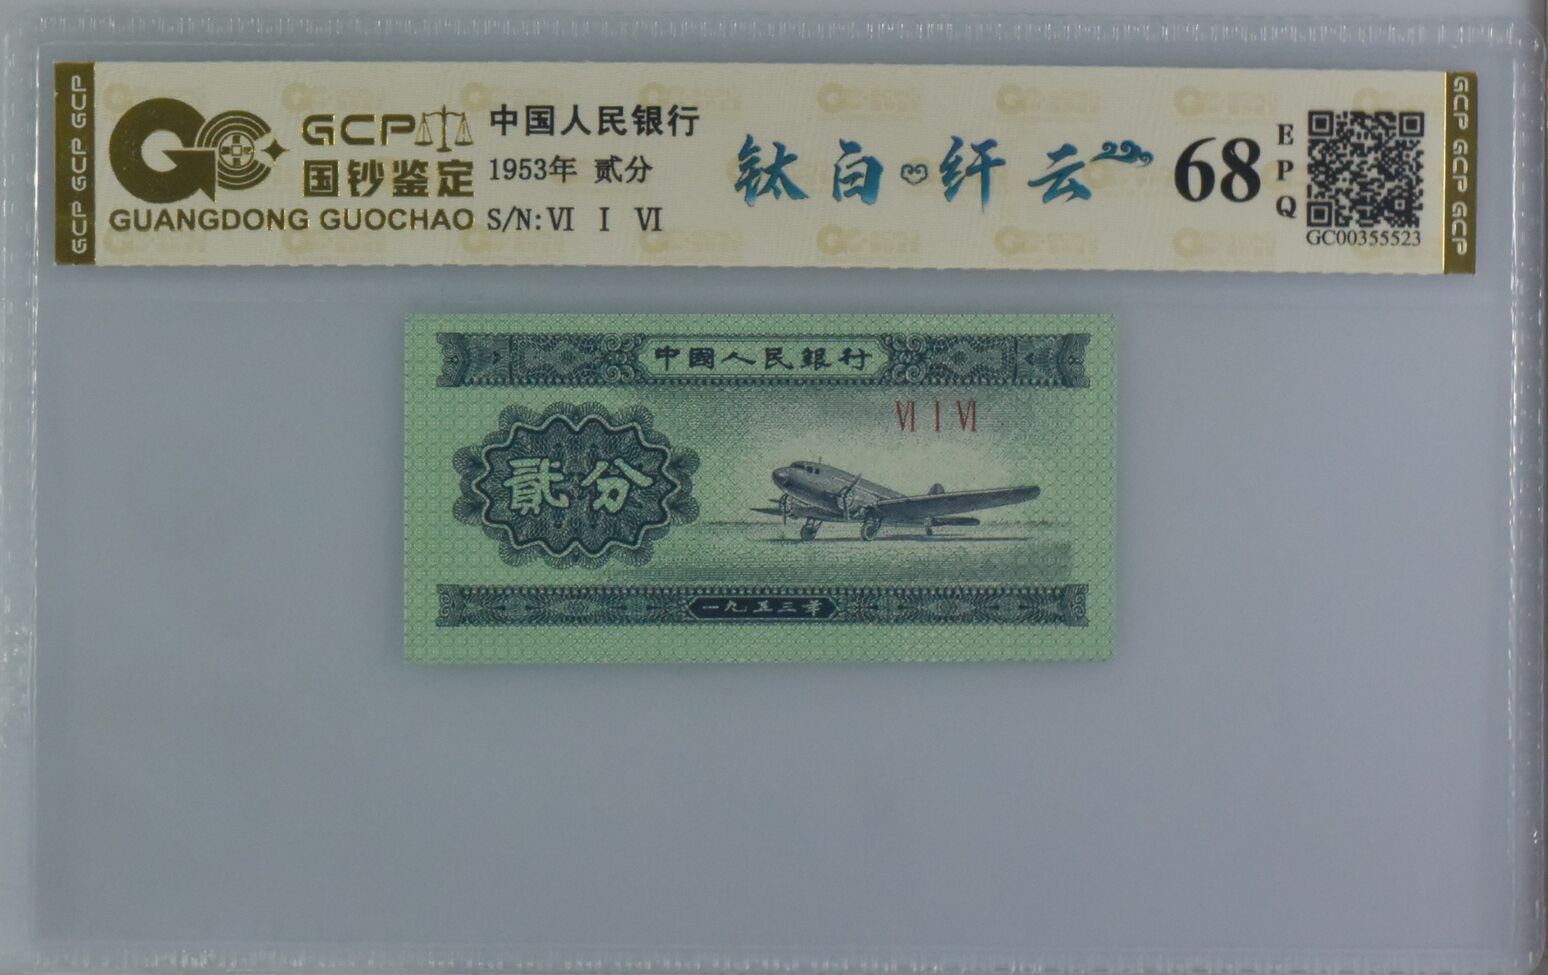 GCP GCP GCP
GCP
国钞鉴定
GUANGDONG GUOCHAO
中国人民银行
1953年 贰分
S/N: Ⅵ Ⅰ Ⅵ
钛白·纤云
68
EPQ
GC00355523
GCP GCP GCP
中國人民銀行
Ⅵ Ⅰ Ⅵ
貳分
一九五三年